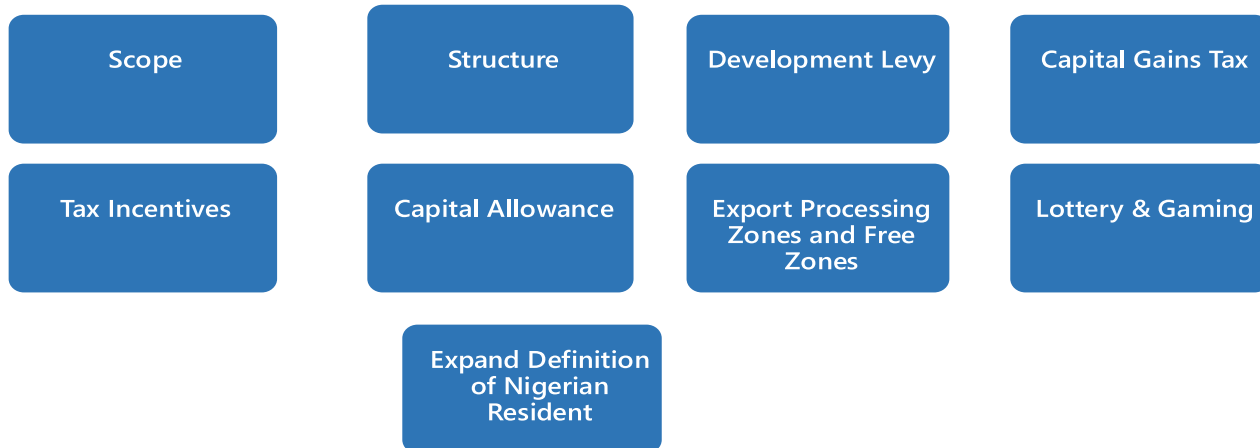 Scope
Structure
Development Levy
Capital Gains Tax
Tax Incentives
Capital Allowance
Export Processing
Zones and Free
Zones
Lottery & Gaming
Expand Definition
of Nigerian
Resident